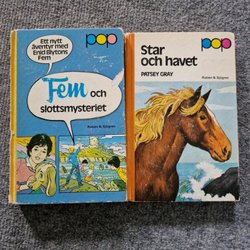 Ett nytt
äventyr med
Enid Blytons
Fem
pop
Fem och
slottsmysteriet
Rabén & Sjögren
pop
Star
och havet
PATSEY GRAY
Rabén & Sjögren